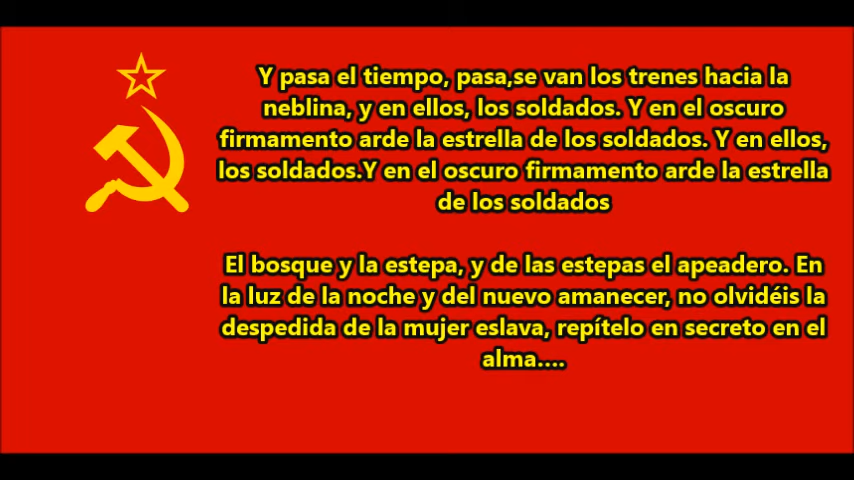 Y pasa el tiempo, pasa,se van los trenes hacia la
neblina, y en ellos, los soldados. Y en el oscuro
firmamento arde la estrella de los soldados. Y en ellos,
los soldados.Y en el oscuro firmamento arde la estrella
de los soldados
El bosque y la estepa, y de las estepas el apeadero. En
la luz de la noche y del nuevo amanecer, no olvidéis la
despedida de la mujer eslava, repítelo en secreto en el
alma....